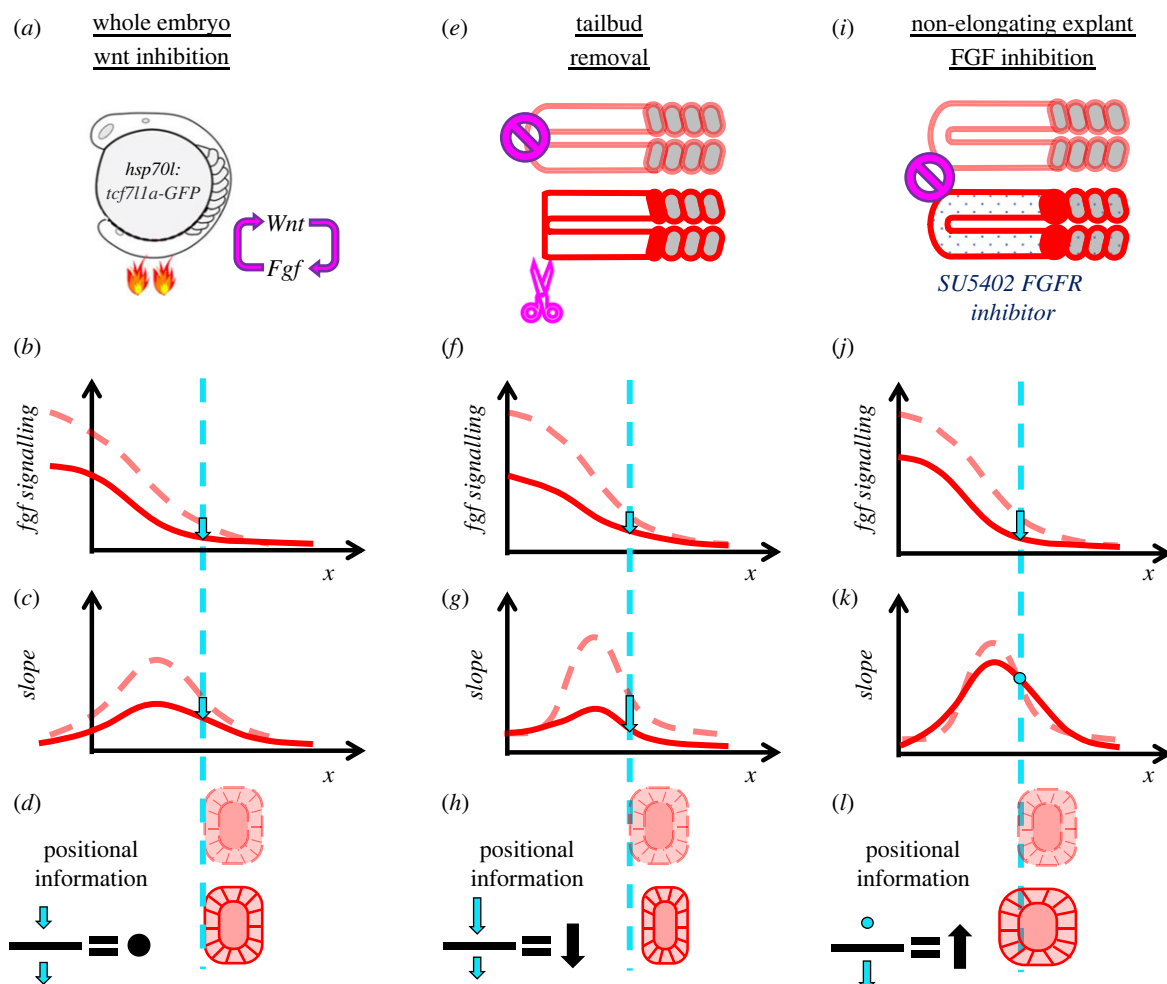 (a) whole embryo
wnt inhibition
hsp70l:
tcf7l1a-GFP
Wnt
Fgf
(b)
fgf signalling
x
(c)
slope
x
(d)
positional
information
(e) tailbud
removal
(f)
fgf signalling
x
(g)
slope
x
(h)
positional
information
(i) non-elongating explant
FGF inhibition
SU5402 FGFR
inhibitor
(j)
fgf signalling
x
(k)
slope
x
(l)
positional
information